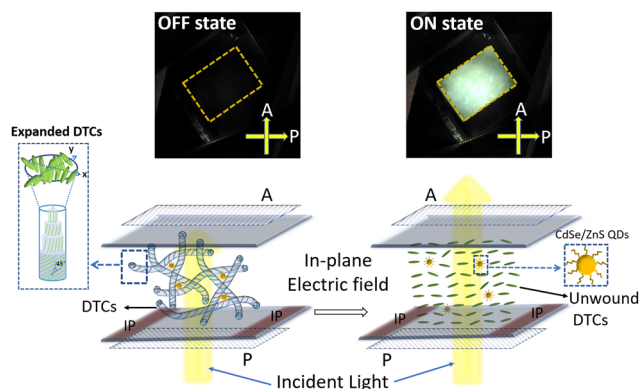 OFF state
ON state
A
P
A
P
Expanded DTCs
y
x
45°
A
A
CdSe/ZnS QDs
In-plane
Electric field
DTCs
Unwound
DTCs
IP
IP
IP
IP
P
P
Incident Light